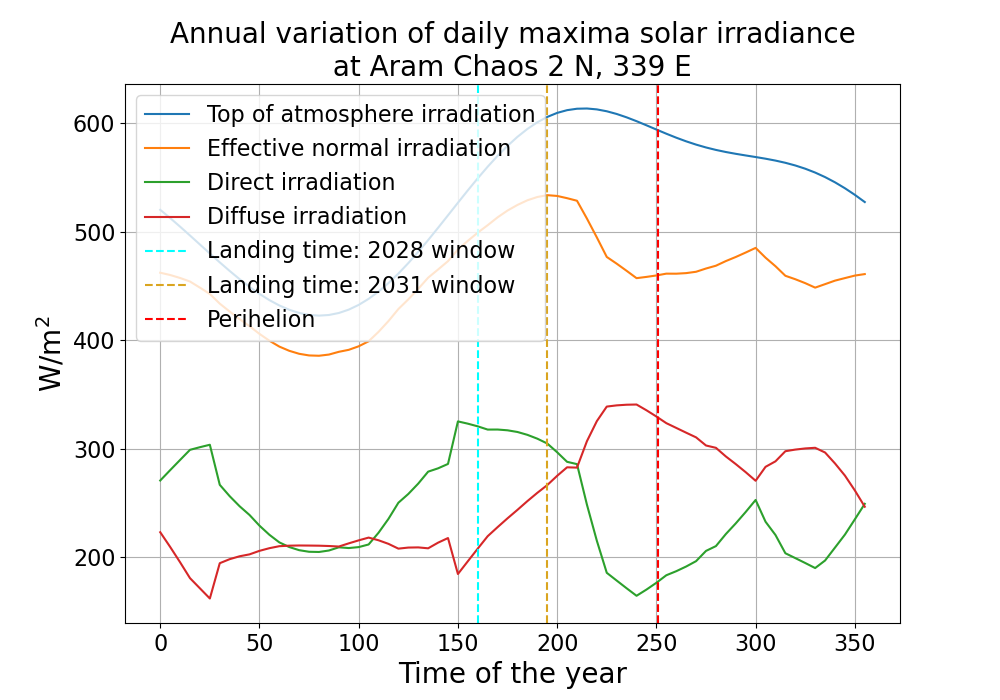 Annual variation of daily maxima solar irradiance
at Aram Chaos 2 N, 339 E
Top of atmosphere irradiation
Effective normal irradiation
Direct irradiation
Diffuse irradiation
Landing time: 2028 window
Landing time: 2031 window
Perihelion
W/m²
600
500
400
300
200
0 50 100 150 200 250 300 350
Time of the year